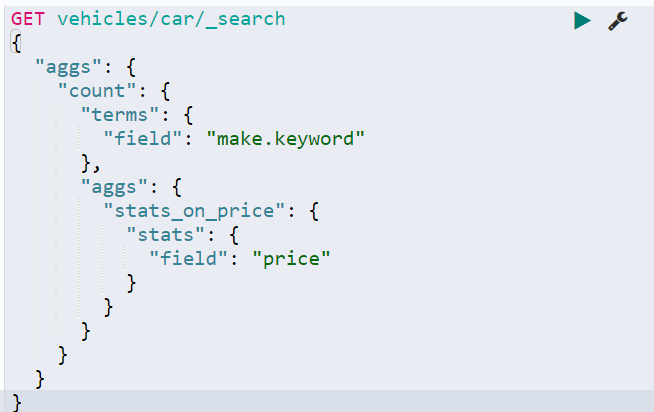 GET vehicles/car/_search
{
  "aggs": {
    "count": {
      "terms": {
        "field": "make.keyword"
      },
      "aggs": {
        "stats_on_price": {
          "stats": {
            "field": "price"
          }
        }
      }
    }
  }
}